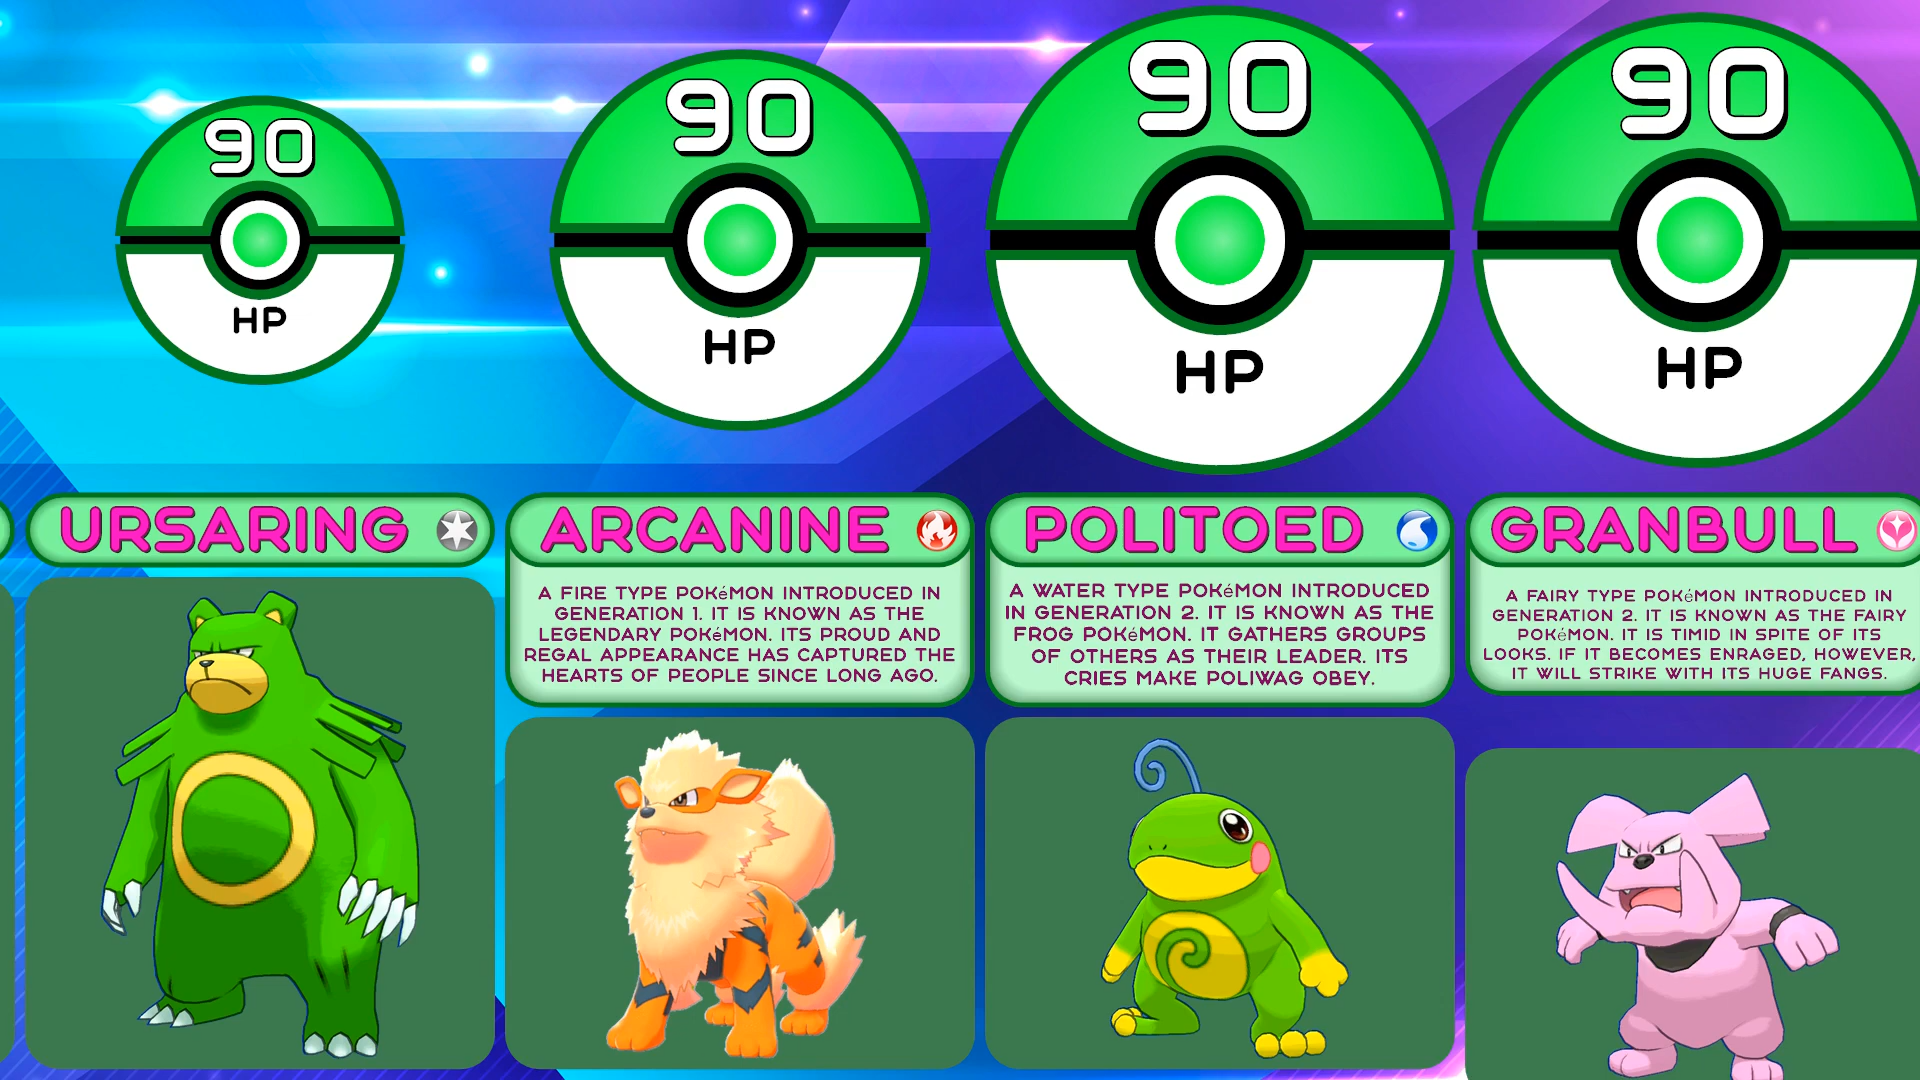 90
HP
90
HP
90
HP
90
HP
URSARING
ARCANINE
A FIRE TYPE POKéMON INTRODUCED IN
GENERATION 1. IT IS KNOWN AS THE
LEGENDARY POKéMON. ITS PROUD AND
REGAL APPEARANCE HAS CAPTURED THE
HEARTS OF PEOPLE SINCE LONG AGO.
POLITOED
A WATER TYPE POKéMON INTRODUCED
IN GENERATION 2. IT IS KNOWN AS THE
FROG POKéMON. IT GATHERS GROUPS
OF OTHERS AS THEIR LEADER. ITS
CRIES MAKE POLIWAG OBEY.
GRANBULL
A FAIRY TYPE POKéMON INTRODUCED IN
GENERATION 2. IT IS KNOWN AS THE FAIRY
POKéMON. IT IS TIMID IN SPITE OF ITS
LOOKS. IF IT BECOMES ENRAGED, HOWEVER,
IT WILL STRIKE WITH ITS HUGE FANGS.